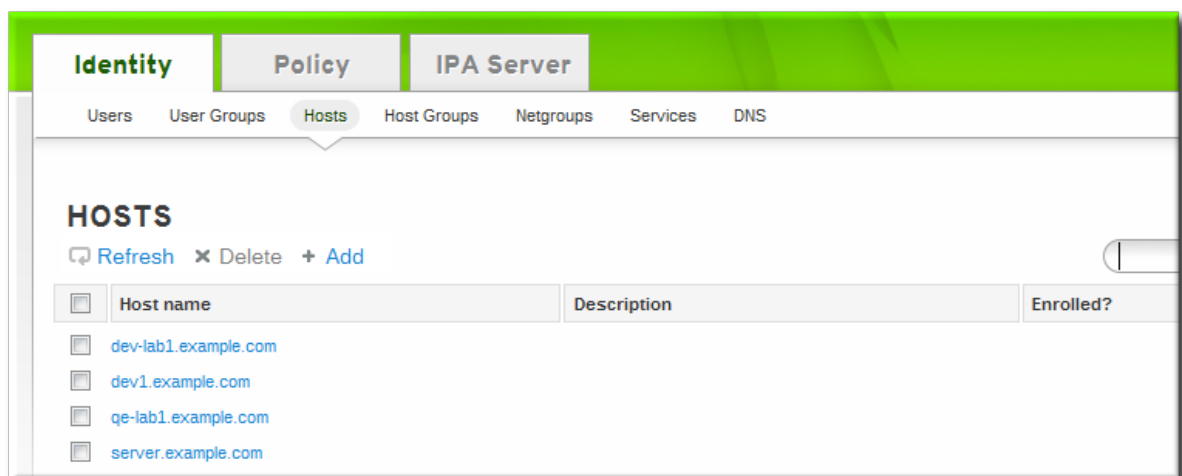 Identity Policy IPA Server
Users User Groups Hosts Host Groups Netgroups Services DNS
HOSTS
Refresh Delete + Add
Host name Description Enrolled?
dev-lab1.example.com
dev1.example.com
qe-lab1.example.com
server.example.com